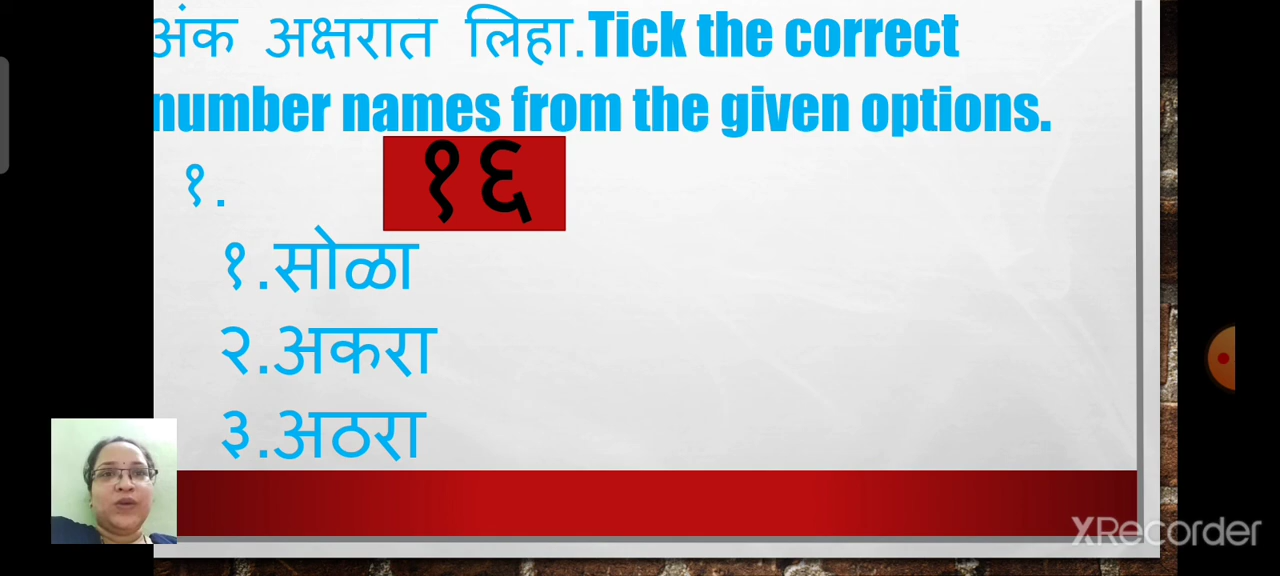 अंक अक्षरात लिहा.Tick the correct
number names from the given options.
१.
१६
१.सोळा
२.अकरा
३.अठरा
XRecorder